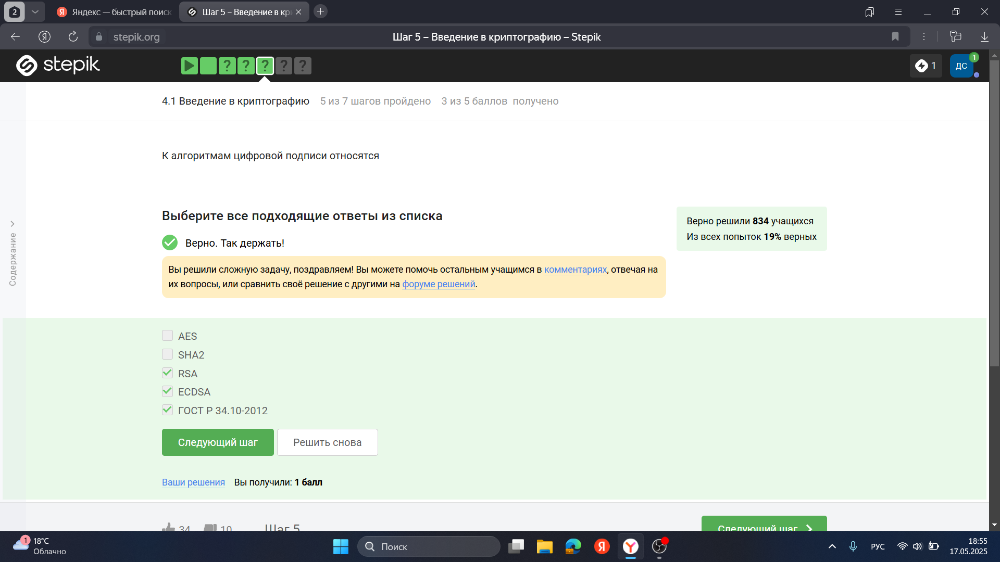 2
Яндекс — быстрый поиск
Шаг 5 – Введение в кри
stepik.org
Шаг 5 – Введение в криптографию – Stepik
stepik
? ? ? ? ?
1
ДС
1
4.1 Введение в криптографию 5 из 7 шагов пройдено 3 из 5 баллов получено
К алгоритмам цифровой подписи относятся
Содержание
Выберите все подходящие ответы из списка
Верно. Так держать!
Верно решили 834 учащихся
Из всех попыток 19% верных
Вы решили сложную задачу, поздравляем! Вы можете помочь остальным учащимся в комментариях, отвечая на
их вопросы, или сравнить своё решение с другими на форуме решений.
AES
SHA2
RSA
ECDSA
ГОСТ Р 34.10-2012
Следующий шаг
Решить снова
Ваши решения Вы получили: 1 балл
34 10 Шаг 5
Следующий шаг
1
18°C
Облачно
Поиск
РУС
18:55
17.05.2025